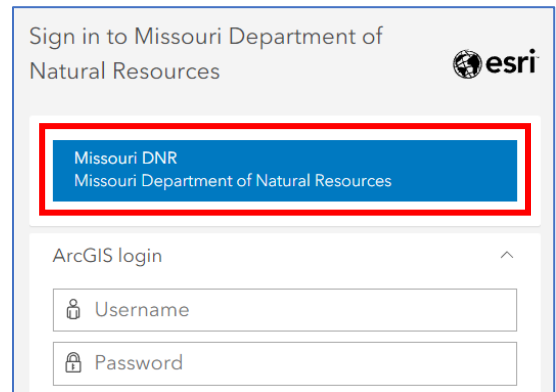 Sign in to Missouri Department of
Natural Resources
esri
Missouri DNR
Missouri Department of Natural Resources
ArcGIS login
Username
Password